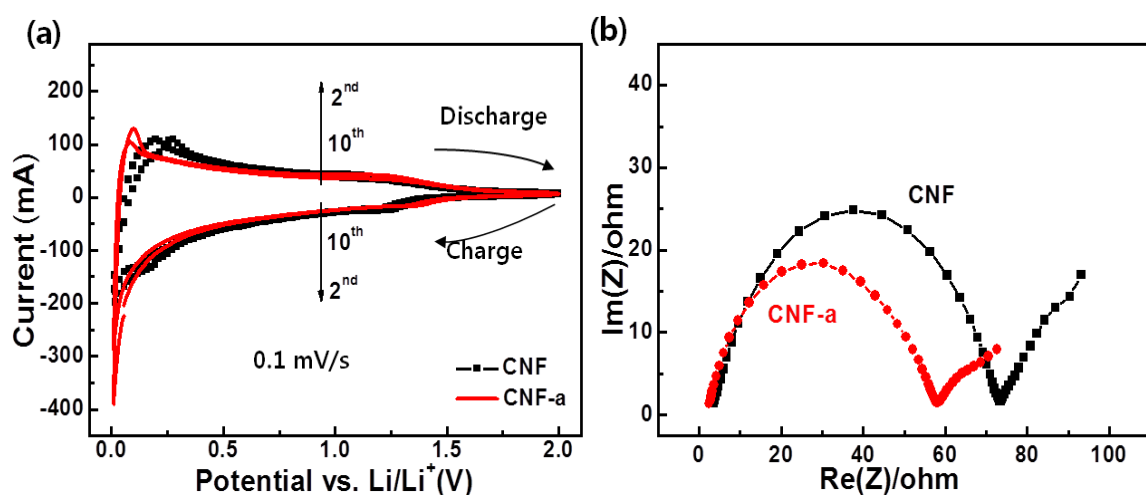 (a)
200
100
0
-100
-200
-300
-400
Current (mA)
2nd
10th
Discharge
10th
2nd
Charge
0.1 mV/s
CNF
CNF-a
0.0 0.5 1.0 1.5 2.0
Potential vs. Li/Li+(V)
(b)
40
30
20
10
0
Im(Z)/ohm
CNF
CNF-a
0 20 40 60 80 100
Re(Z)/ohm